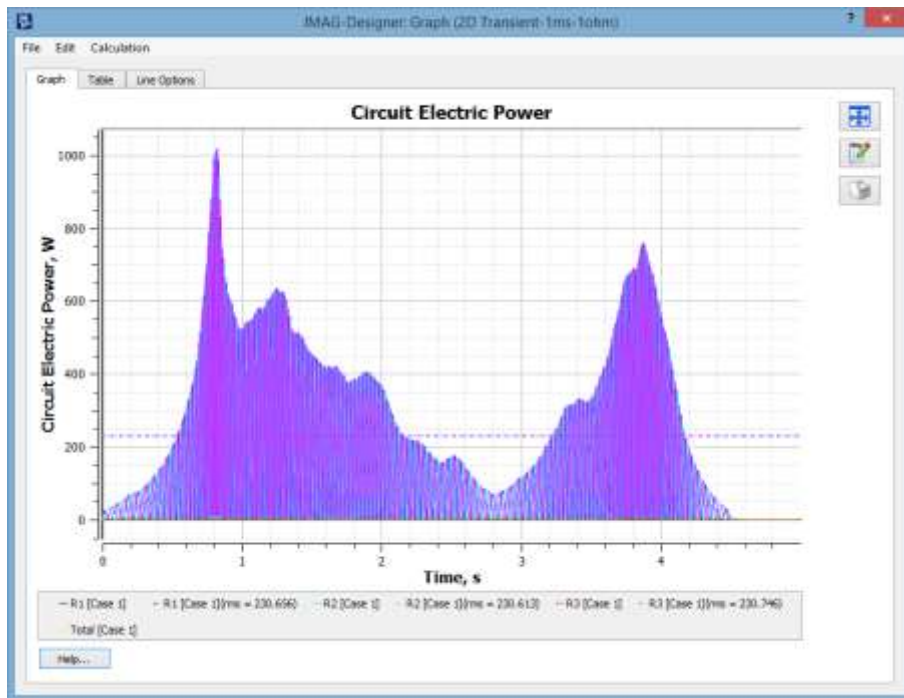 JMAG-Designer: Graph (2D Transient-1ms-1ohm)
?
File Edit Calculation
Graph Table Line Options
Circuit Electric Power
Circuit Electric Power, W
1000
800
600
400
200
0
0 1 2 3 4
Time, s
R1 [Case 1] R1 [Case 1](rms = 230.656) R2 [Case 1] R2 [Case 1](rms = 230.613) R3 [Case 1] R3 [Case 1](rms = 230.746)
Total [Case 1]
Help...